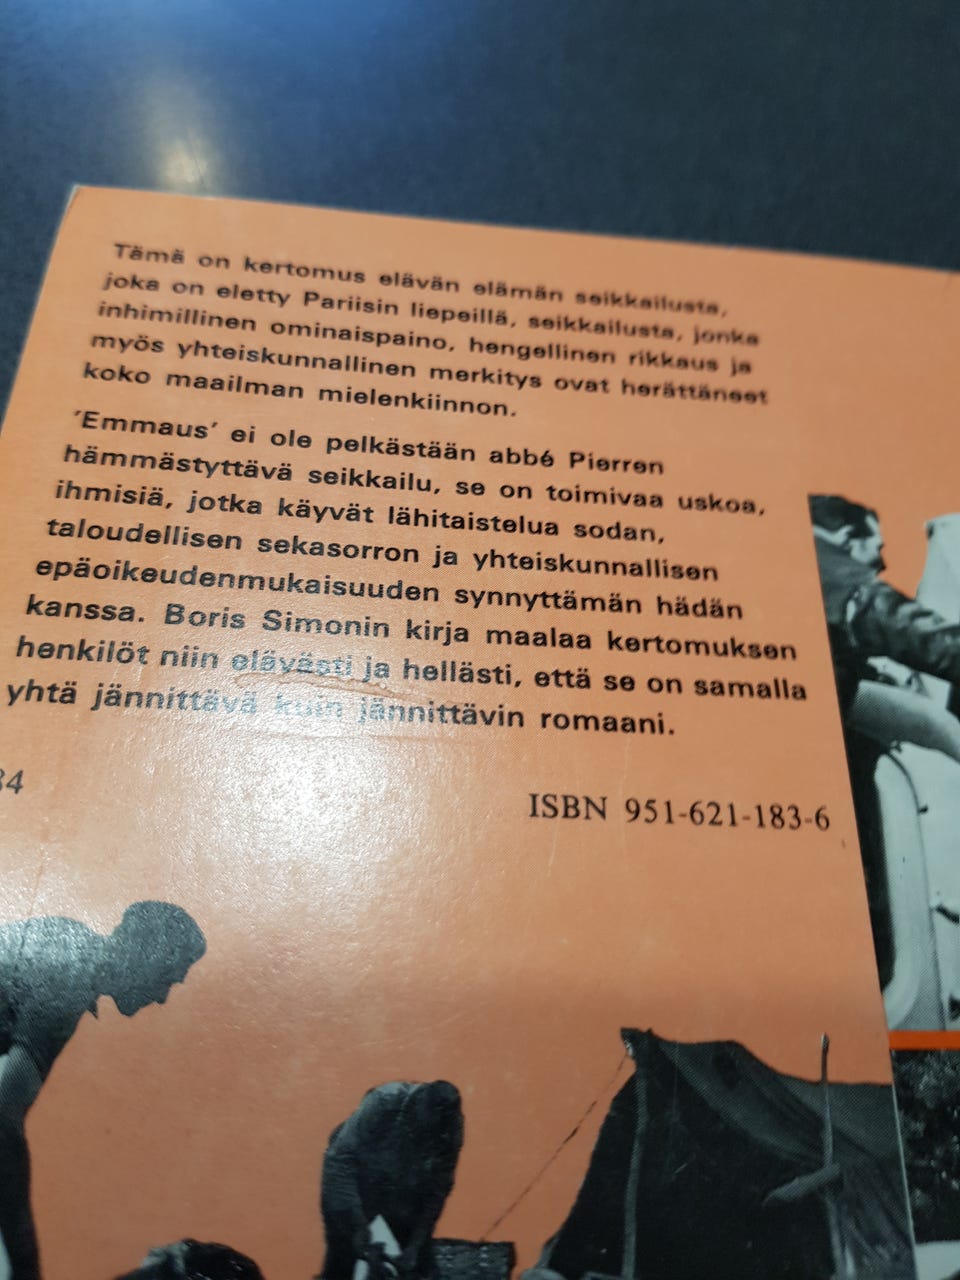 Tämä on kertomus elävän elämän seikkailusta,
joka on eletty Pariisin liepeillä, seikkailusta, jonka
inhimillinen ominaispaino, hengellinen rikkaus ja
myös yhteiskunnallinen merkitys ovat herättäneet
koko maailman mielenkiinnon.
'Emmaus' ei ole pelkästään abbé Pierren
hämmästyttävä seikkailu, se on toimivaa uskoa,
ihmisiä, jotka käyvät lähitaistelua sodan,
taloudellisen sekasorron ja yhteiskunnallisen
epäoikeudenmukaisuuden synnyttämän hädän
kanssa. Boris Simonin kirja maalaa kertomuksen
henkilöt niin elävästi ja hellästi, että se on samalla
yhtä jännittävä kuin jännittävin romaani.
84
ISBN 951-621-183-6